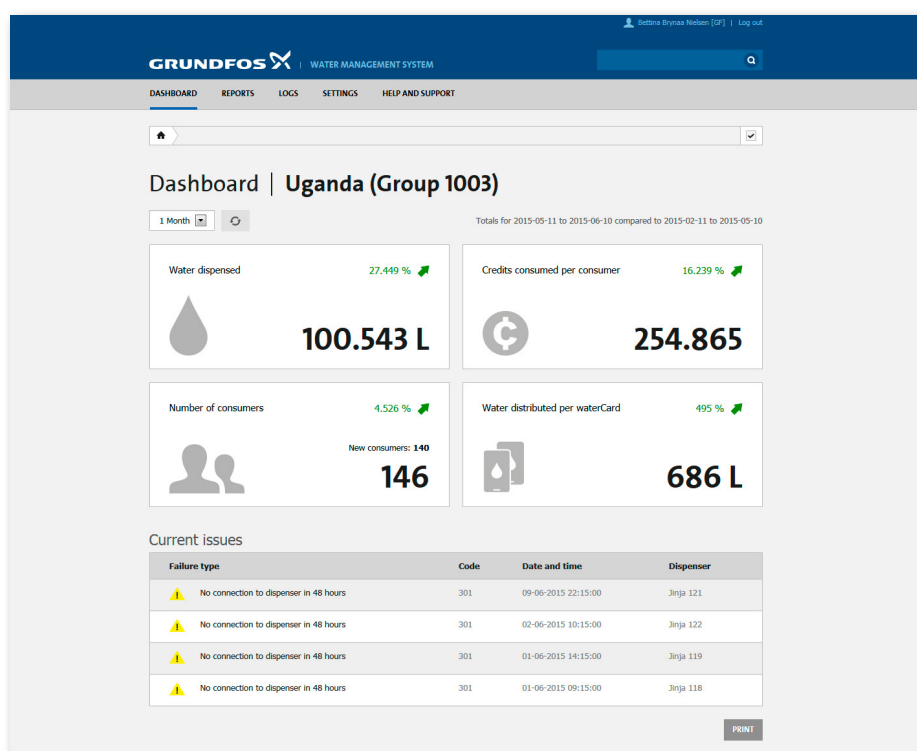 Bettina Brynaa Nielsen [GF] | Log out
GRUNDFOS | WATER MANAGEMENT SYSTEM
DASHBOARD REPORTS LOGS SETTINGS HELP AND SUPPORT
Dashboard | Uganda (Group 1003)
1 Month Totals for 2015-05-11 to 2015-06-10 compared to 2015-02-11 to 2015-05-10
Water dispensed 27.449 %
100.543 L
Credits consumed per consumer 16.239 %
254.865
Number of consumers 4.526 %
New consumers: 140
146
Water distributed per waterCard 495 %
686 L
Current issues
Failure type Code Date and time Dispenser
No connection to dispenser in 48 hours 301 09-06-2015 22:15:00 Jinja 121
No connection to dispenser in 48 hours 301 02-06-2015 10:15:00 Jinja 122
No connection to dispenser in 48 hours 301 01-06-2015 14:15:00 Jinja 119
No connection to dispenser in 48 hours 301 01-06-2015 09:15:00 Jinja 118
PRINT